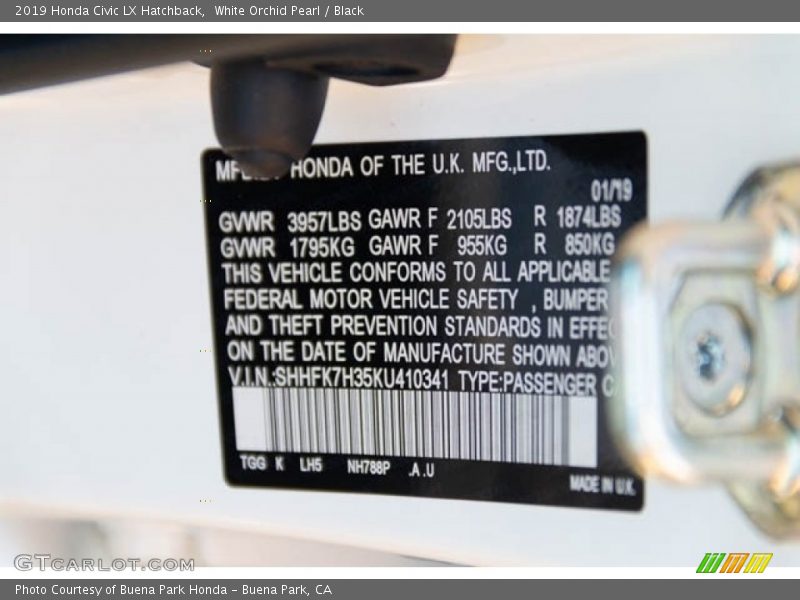 2019 Honda Civic LX Hatchback, White Orchid Pearl / Black
HONDA OF THE U.K. MFG.,LTD.
01/19
GVWR 3957LBS GAWR F 2105LBS R 1874LBS
GVWR 1795KG GAWR F 955KG R 850KG
THIS VEHICLE CONFORMS TO ALL APPLICABLE
FEDERAL MOTOR VEHICLE SAFETY , BUMPER
AND THEFT PREVENTION STANDARDS IN
ON THE DATE OF MANUFACTURE SHOWN
V.I.N.:SHHFK7H35KU410341 TYPE:PASSENGER
TGG K LH5 NH788P .A.U
MADE IN U.K.
GTCARLOT.COM
Photo Courtesy of Buena Park Honda - Buena Park, CA